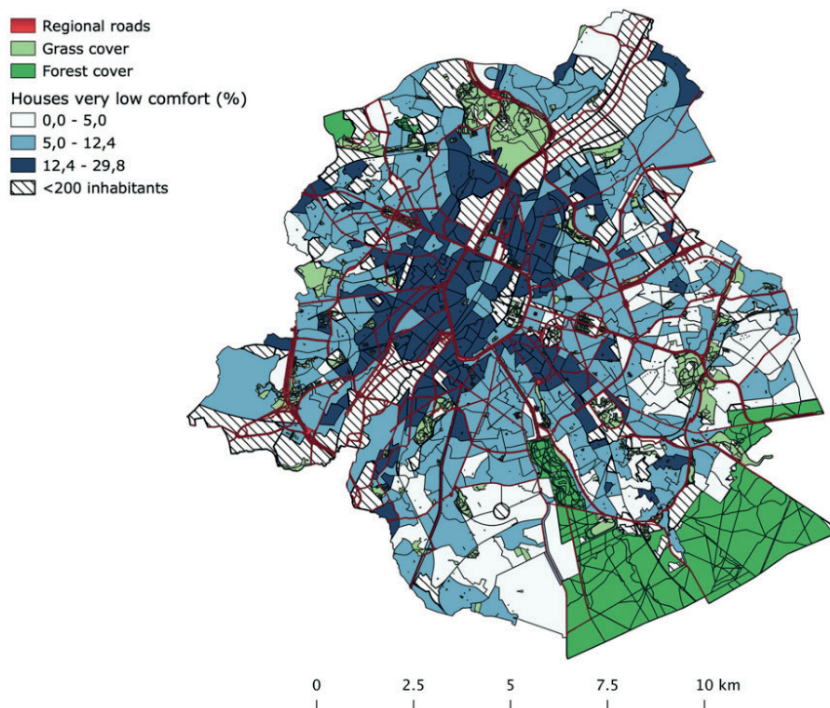 Regional roads
Grass cover
Forest cover
Houses very low comfort (%)
0,0 - 5,0
5,0 - 12,4
12,4 - 29,8
<200 inhabitants
0 2.5 5 7.5 10 km